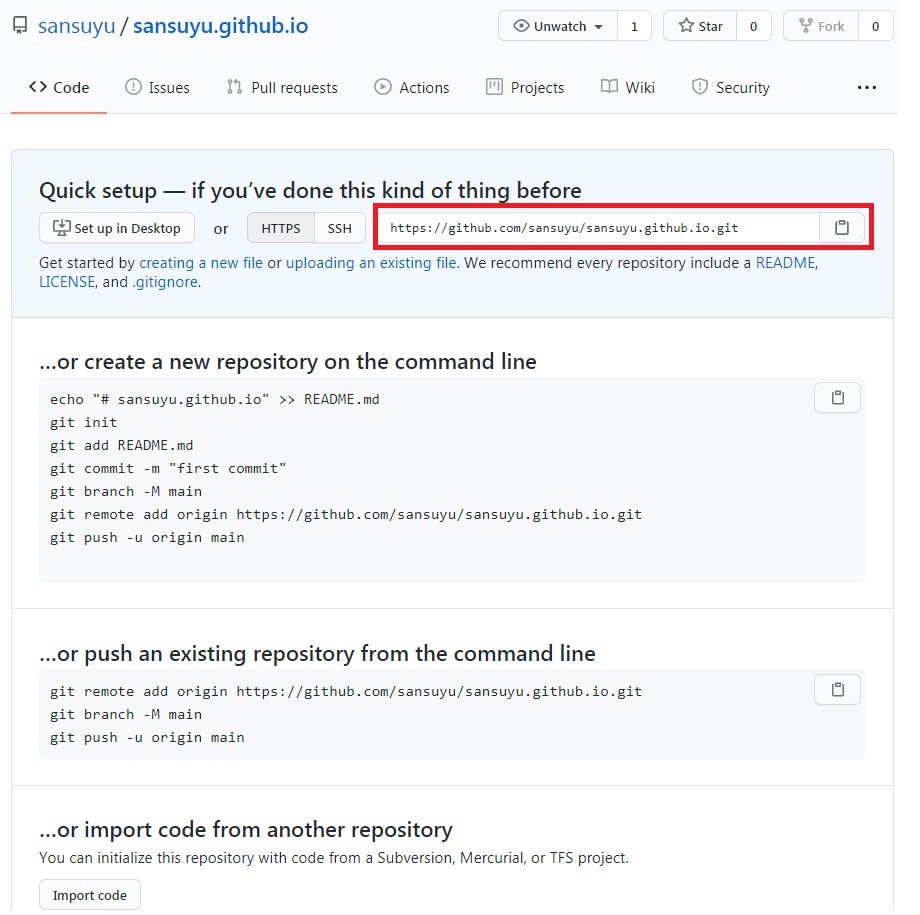 sansuyu / sansuyu.github.io
Unwatch 1 Star 0 Fork 0
Code Issues Pull requests Actions Projects Wiki Security ...
Quick setup — if you've done this kind of thing before
Set up in Desktop or HTTPS SSH https://github.com/sansuyu/sansuyu.github.io.git
Get started by creating a new file or uploading an existing file. We recommend every repository include a README,
LICENSE, and .gitignore.
...or create a new repository on the command line
echo "# sansuyu.github.io" >> README.md
git init
git add README.md
git commit -m "first commit"
git branch -M main
git remote add origin https://github.com/sansuyu/sansuyu.github.io.git
git push -u origin main
...or push an existing repository from the command line
git remote add origin https://github.com/sansuyu/sansuyu.github.io.git
git branch -M main
git push -u origin main
...or import code from another repository
You can initialize this repository with code from a Subversion, Mercurial, or TFS project.
Import code